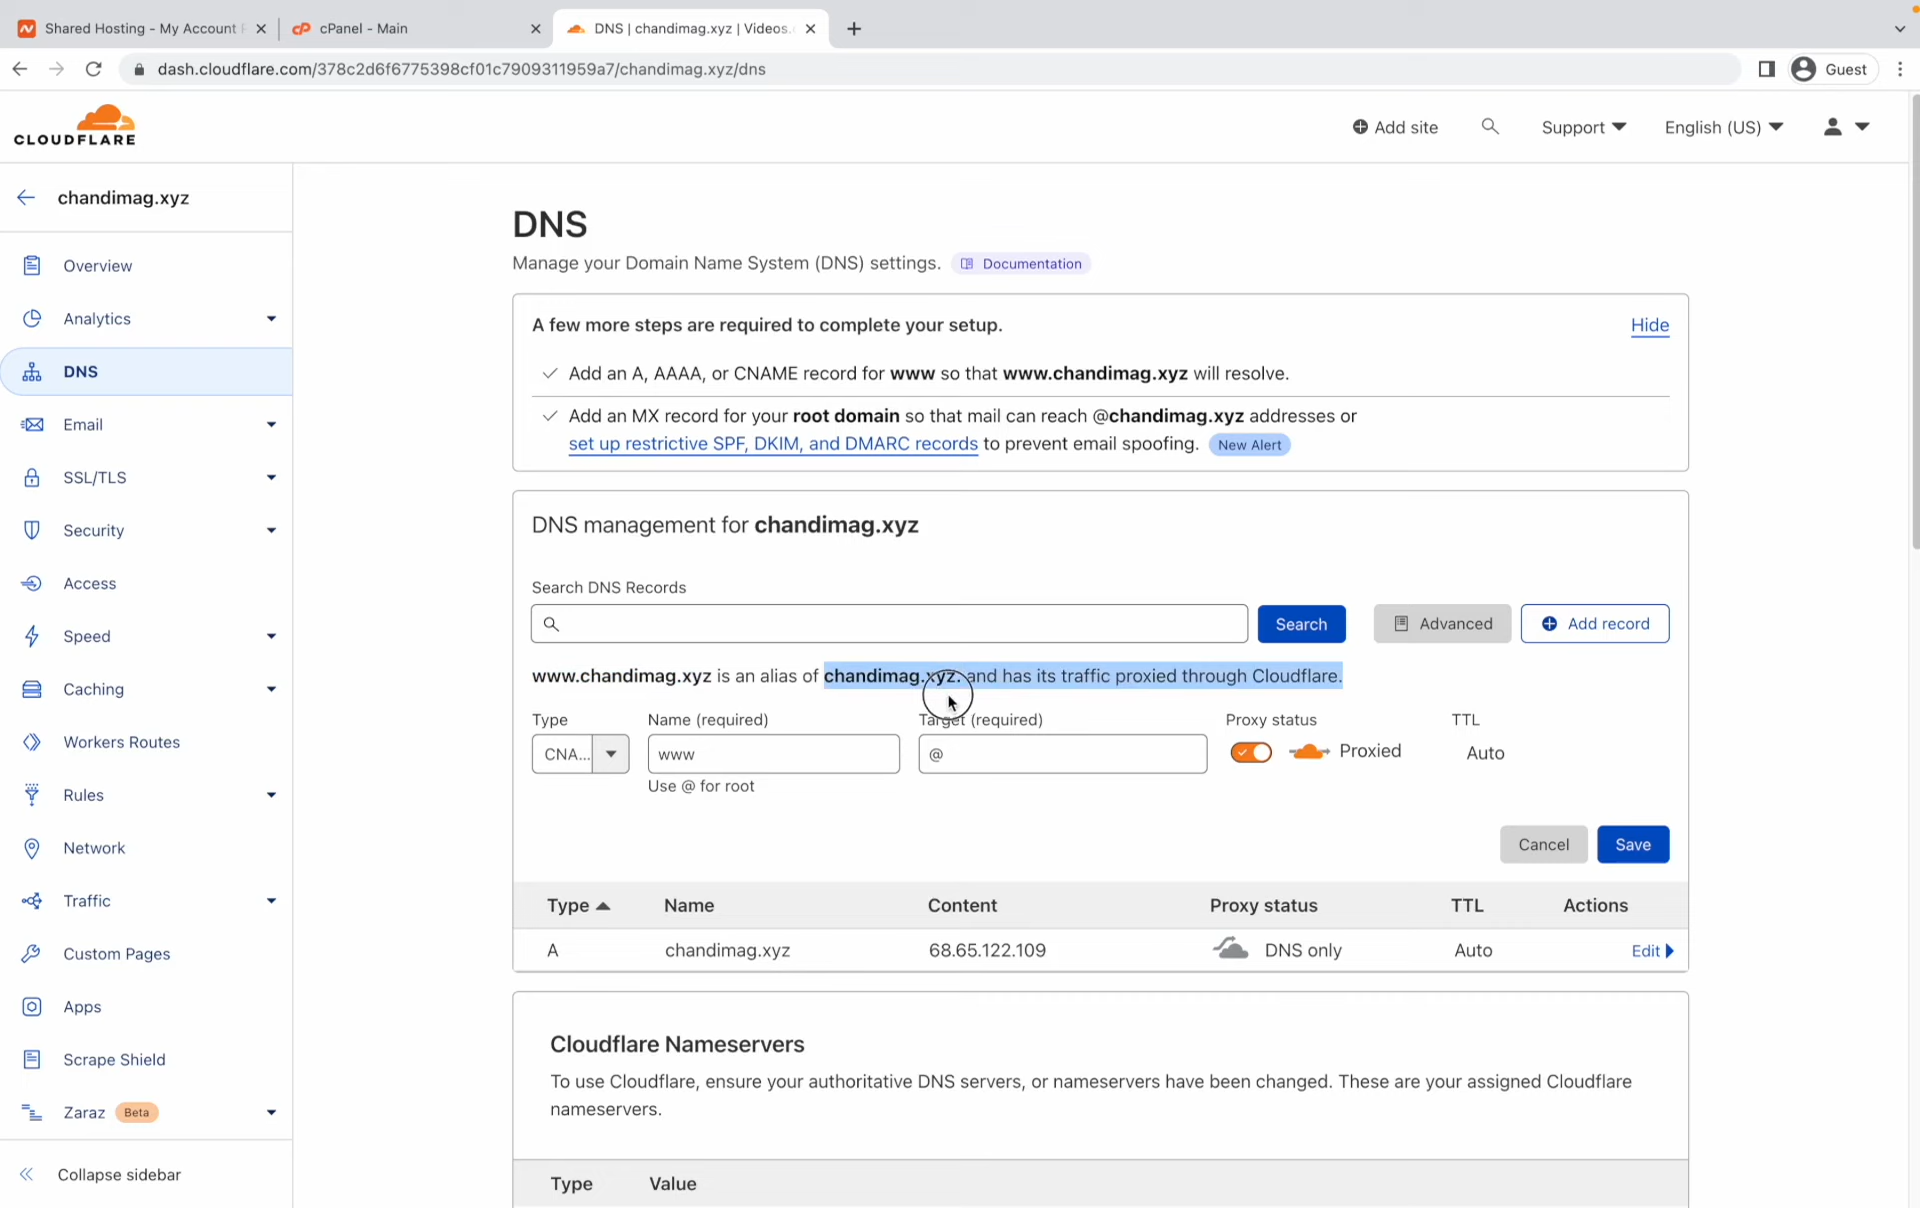 Shared Hosting - My Account
cPanel - Main
DNS | chandimag.xyz | Videos.
dash.cloudflare.com/378c2d6f6775398cf01c7909311959a7/chandimag.xyz/dns
Guest
CLOUDFLARE
Add site
Support
English (US)
chandimag.xyz
Overview
Analytics
DNS
Email
SSL/TLS
Security
Access
Speed
Caching
Workers Routes
Rules
Network
Traffic
Custom Pages
Apps
Scrape Shield
Zaraz Beta
Collapse sidebar
DNS
Manage your Domain Name System (DNS) settings. Documentation
A few more steps are required to complete your setup. Hide
Add an A, AAAA, or CNAME record for www so that www.chandimag.xyz will resolve.
Add an MX record for your root domain so that mail can reach @chandimag.xyz addresses or
set up restrictive SPF, DKIM, and DMARC records to prevent email spoofing. New Alert
DNS management for chandimag.xyz
Search DNS Records
Search Advanced Add record
www.chandimag.xyz is an alias of chandimag.xyz. and has its traffic proxied through Cloudflare.
Type Name (required) Target (required) Proxy status TTL
CNA... www @ Proxied Auto
Use @ for root
Cancel Save
Type Name Content Proxy status TTL Actions
A chandimag.xyz 68.65.122.109 DNS only Auto Edit
Cloudflare Nameservers
To use Cloudflare, ensure your authoritative DNS servers, or nameservers have been changed. These are your assigned Cloudflare
nameservers.
Type Value